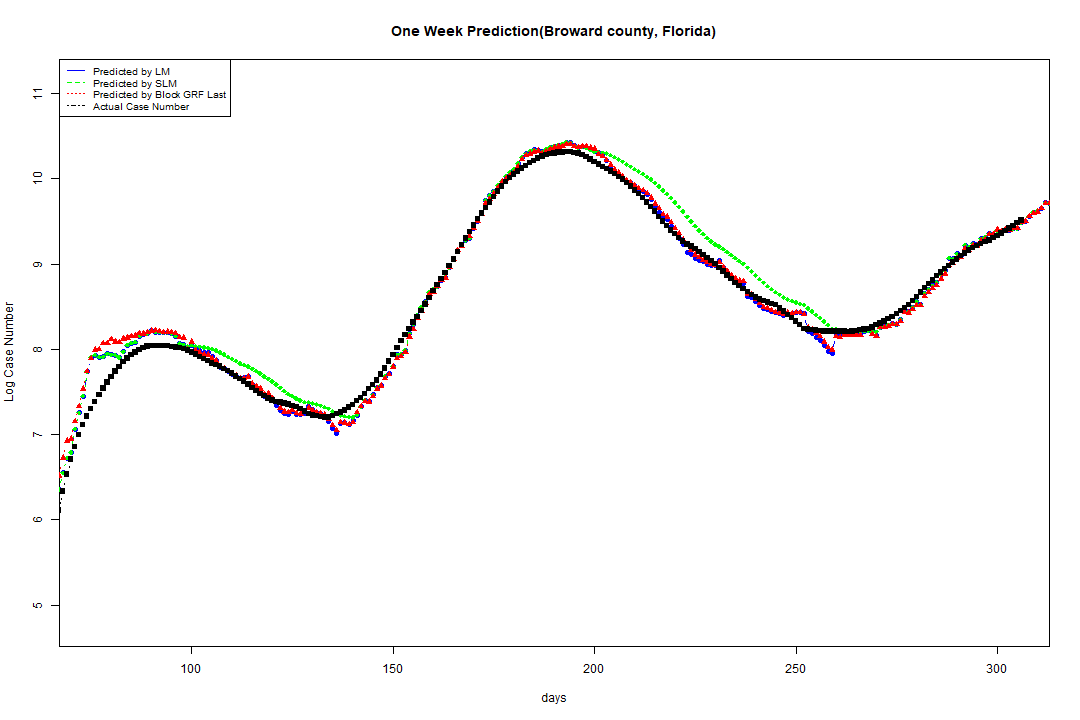 One Week Prediction(Broward county, Florida)
Predicted by LM
Predicted by SLM
Predicted by Block GRF Last
Actual Case Number
11
10
9
8
7
6
5
Log Case Number
100 150 200 250 300
days